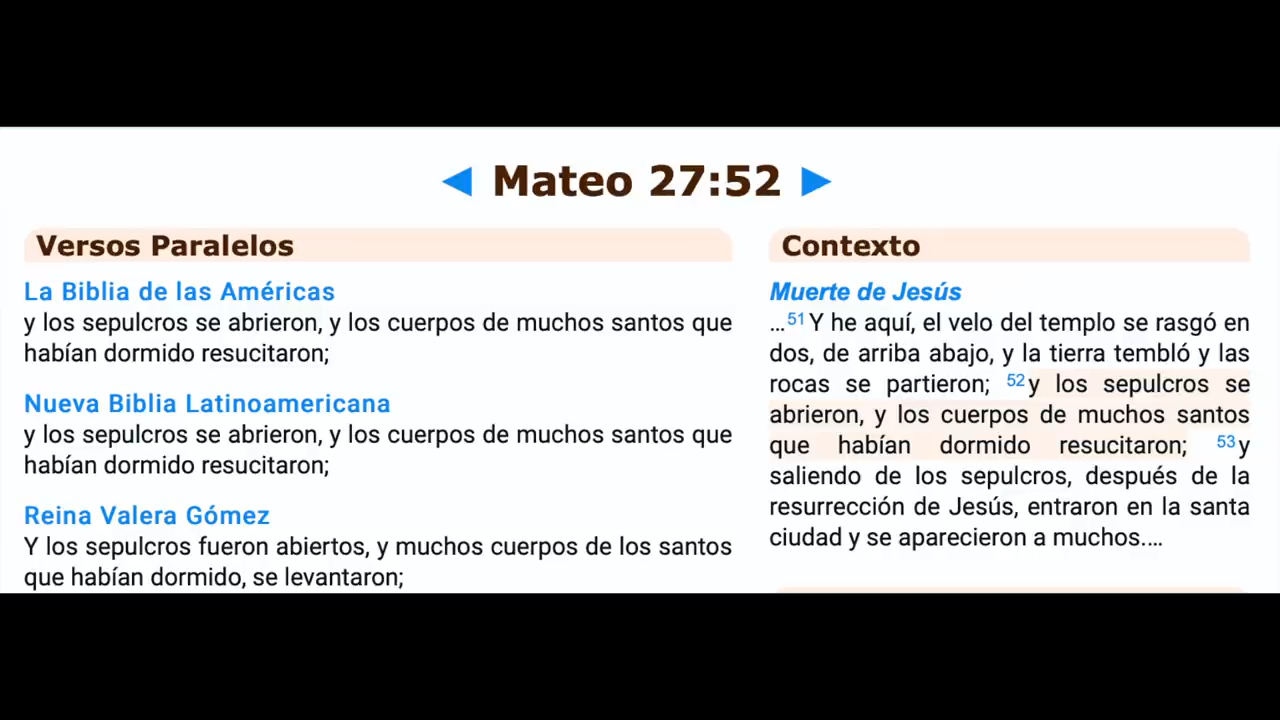 Mateo 27:52
Versos Paralelos
La Biblia de las Américas
y los sepulcros se abrieron, y los cuerpos de muchos santos que
habían dormido resucitaron;
Nueva Biblia Latinoamericana
y los sepulcros se abrieron, y los cuerpos de muchos santos que
habían dormido resucitaron;
Reina Valera Gómez
Y los sepulcros fueron abiertos, y muchos cuerpos de los santos
que habían dormido, se levantaron;
Contexto
Muerte de Jesús
…51Y he aquí, el velo del templo se rasgó en
dos, de arriba abajo, y la tierra tembló y las
rocas se partieron; 52y los sepulcros se
abrieron, y los cuerpos de muchos santos
que habían dormido resucitaron; 53y
saliendo de los sepulcros, después de la
resurrección de Jesús, entraron en la santa
ciudad y se aparecieron a muchos.…